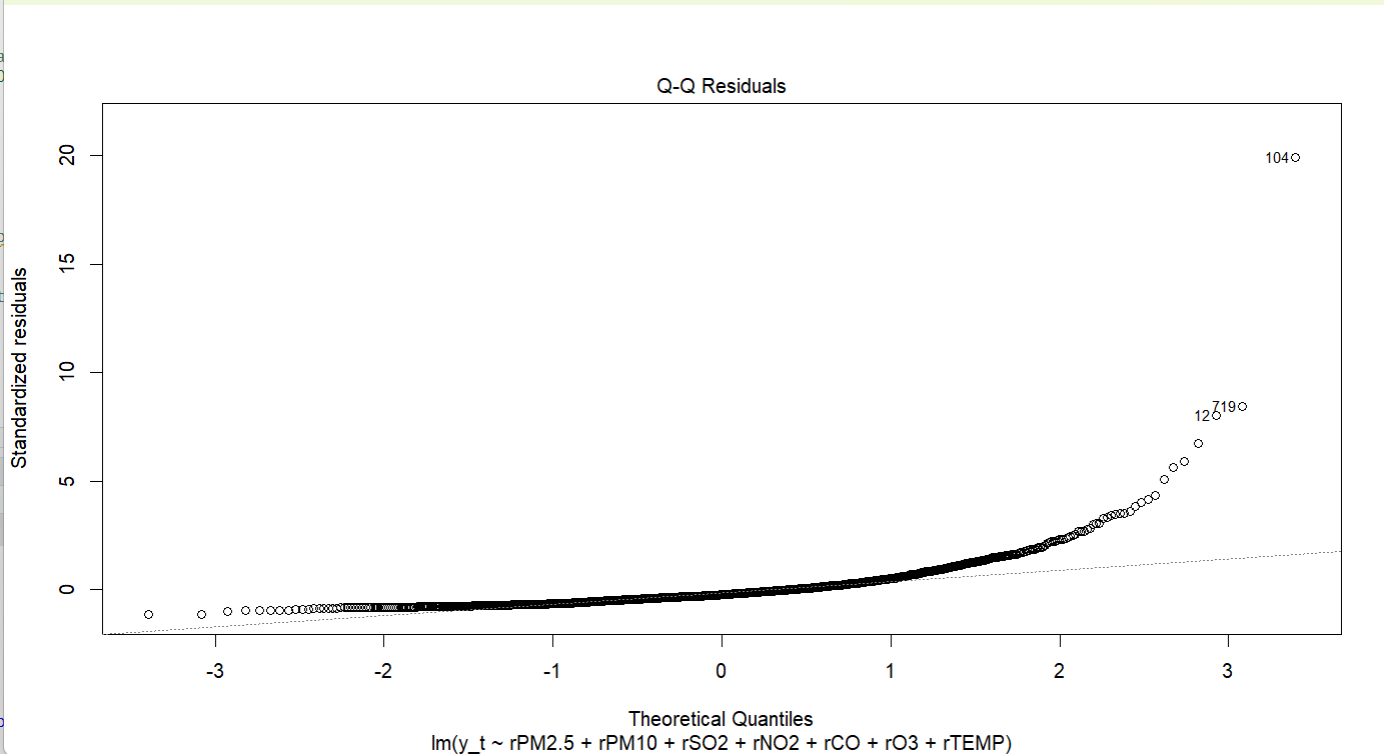 Q-Q Residuals
20
15
10
5
0
Standardized residuals
104
719
12
-3 -2 -1 0 1 2 3
Theoretical Quantiles
lm(y_t ~ rPM2.5 + rPM10 + rSO2 + rNO2 + rCO + rO3 + rTEMP)